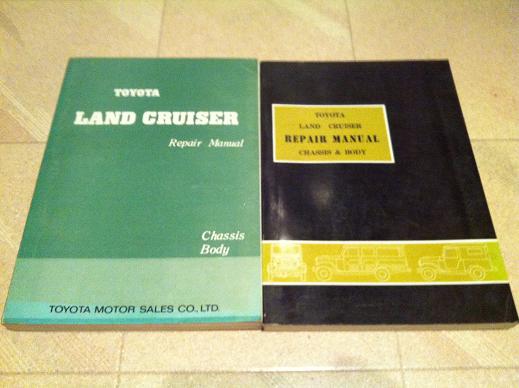 TOYOTA
LAND CRUISER
Repair Manual
Chassis
Body
TOYOTA MOTOR SALES CO., LTD.
TOYOTA
LAND CRUISER
REPAIR MANUAL
CHASSIS & BODY